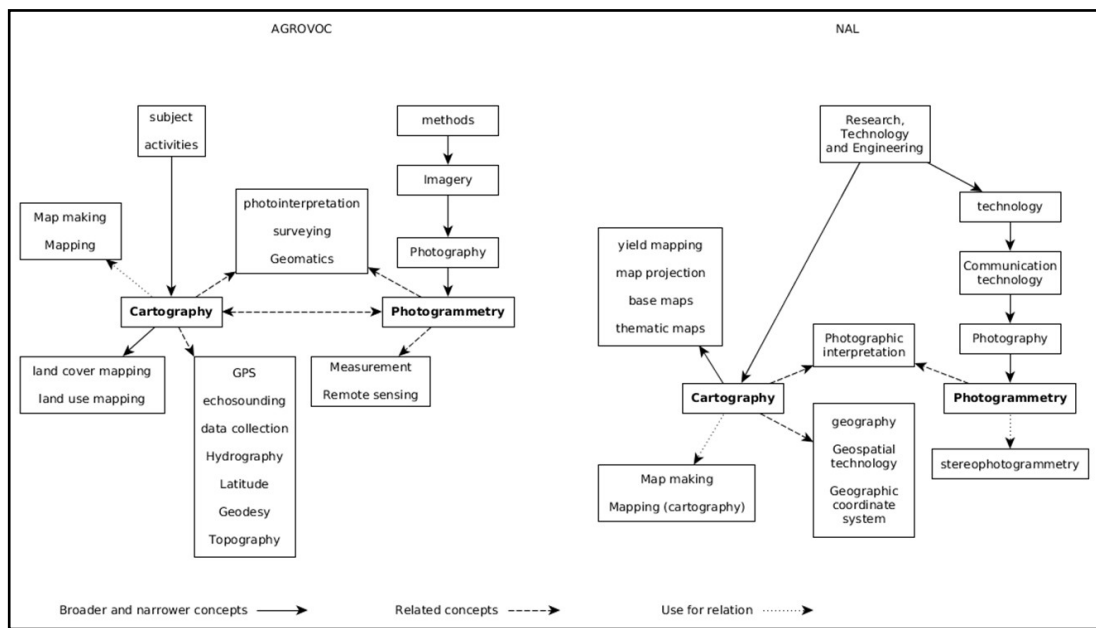 AGROVOC
subject
activities
methods
Imagery
Map making
Mapping
photointerpretation
surveying
Geomatics
Photography
Cartography
Photogrammetry
land cover mapping
land use mapping
GPS
echosounding
data collection
Hydrography
Latitude
Geodesy
Topography
Measurement
Remote sensing
NAL
Research,
Technology
and Engineering
technology
yield mapping
map projection
base maps
thematic maps
Communication
technology
Photographic
interpretation
Photography
Cartography
Photogrammetry
geography
Geospatial
technology
Geographic
coordinate
system
stereophotogrammetry
Map making
Mapping (cartography)
Broader and narrower concepts
Related concepts
Use for relation